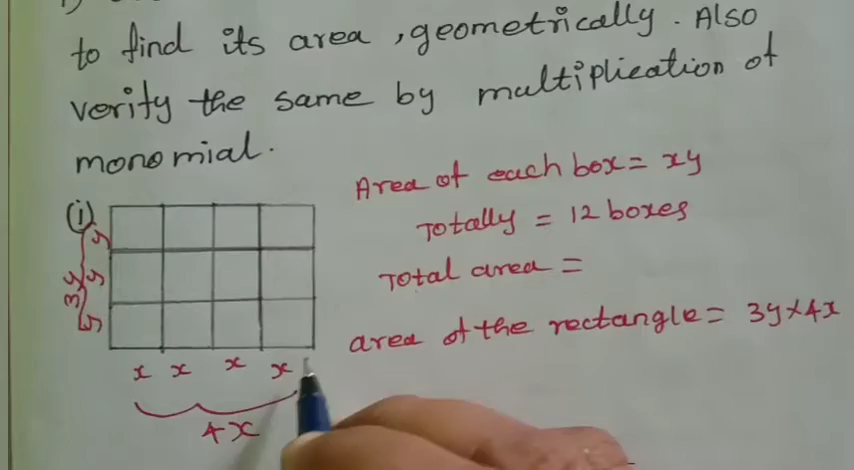 to find its area , geometrically. Also
verify the same by multiplication of
monomial.
(i)
y
y
y
3y
x x x x
4x
Area of each box = xy
Totally = 12 boxes
Total area =
area of the rectangle = 3y x 4x